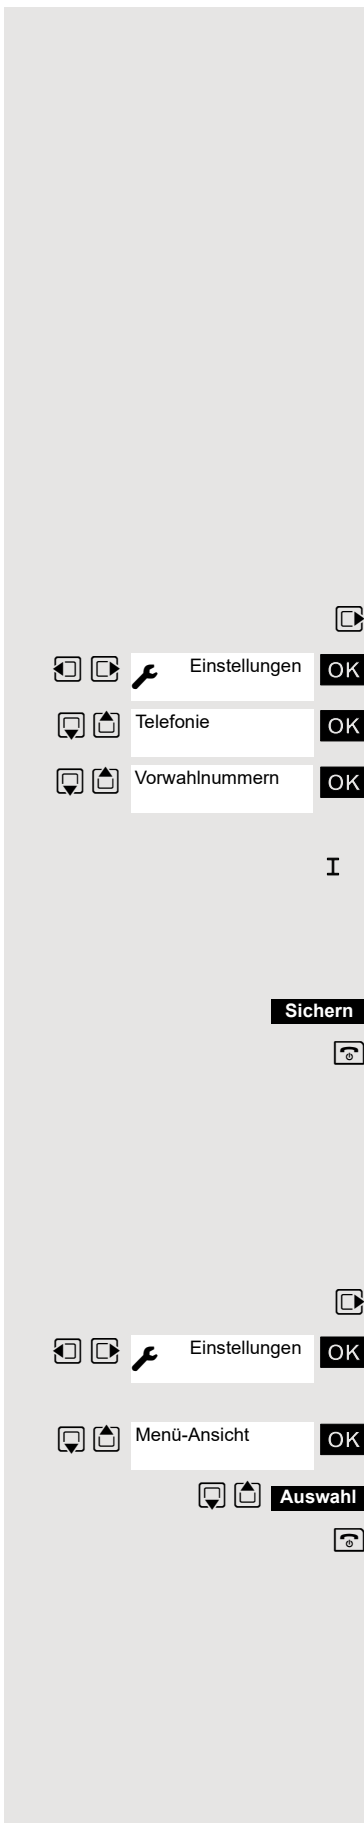 Einstellungen OK
Telefonie OK
Vorwahlnummern OK
I
Sichern
Einstellungen OK
Menü-Ansicht OK
Auswahl